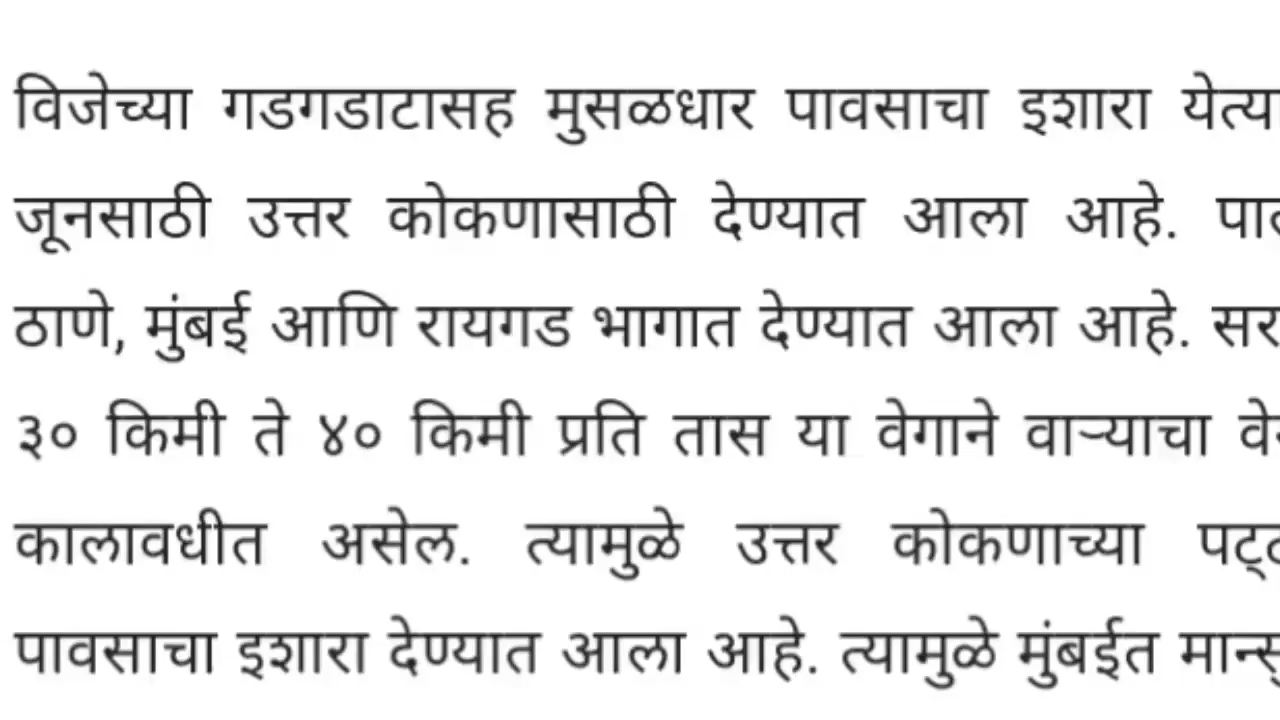 विजेच्या गडगडाटासह मुसळधार पावसाचा इशारा
जूनसाठी उत्तर कोकणासाठी देण्यात आला आहे.
ठाणे, मुंबई आणि रायगड भागात देण्यात आला आहे.
३० किमी ते ४० किमी प्रति तास या वेगाने वाऱ्याचा
कालावधीत असेल. त्यामुळे उत्तर कोकणाच्या
पावसाचा इशारा देण्यात आला आहे. त्यामुळे मुंबईत